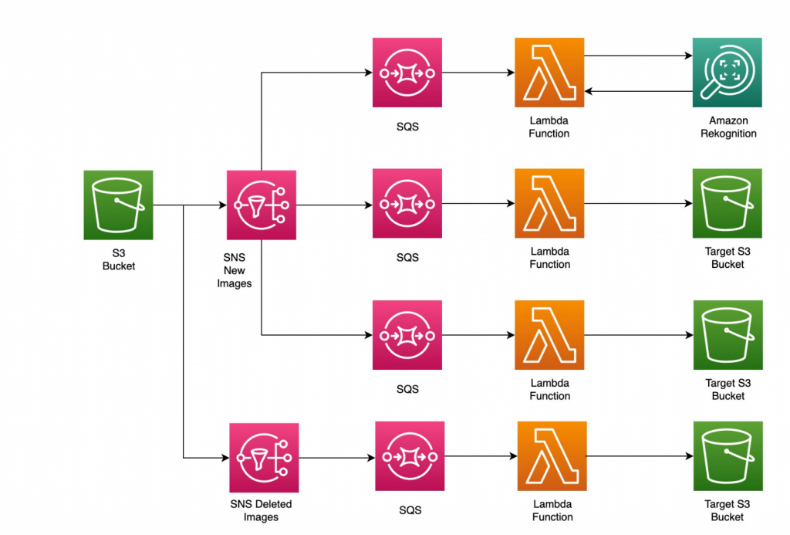 SQS
Lambda
Function
Amazon
Rekognition
S3
Bucket
SNS
New
Images
SQS
Lambda
Function
Target S3
Bucket
SQS
Lambda
Function
Target S3
Bucket
SNS Deleted
Images
SQS
Lambda
Function
Target S3
Bucket